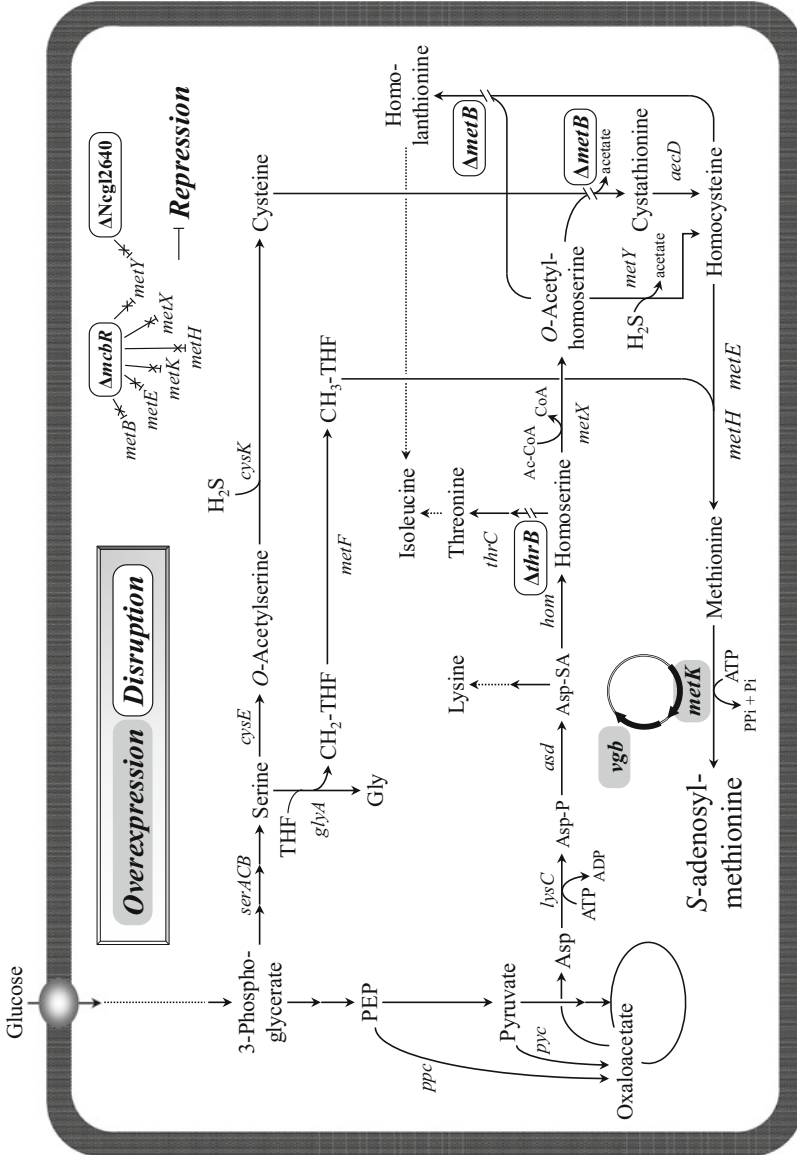 Glucose
Overexpression
Disruption
ΔmcbR
ΔNcgl2640
metB
metE
metK
metH
metX
metY
Repression
3-Phospho-
glycerate
serACB
Serine
cysE
O-Acetylserine
H₂S
cysK
Cysteine
THF
glyA
Gly
CH₂-THF
metF
CH₃-THF
PEP
ppc
Pyruvate
pyc
Oxaloacetate
Asp
lysC
ATP
ADP
Asp-P
asd
Asp-SA
Lysine
hom
Homoserine
ΔthrB
thrC
Threonine
Isoleucine
Homo-
lanthionine
Ac-CoA
CoA
metX
O-Acetyl-
homoserine
ΔmetB
ΔmetB
acetate
Cystathionine
aecD
H₂S
metY
acetate
Homocysteine
metH
metE
Methionine
vgb
metK
ATP
PPi + Pi
S-adenosyl-
methionine